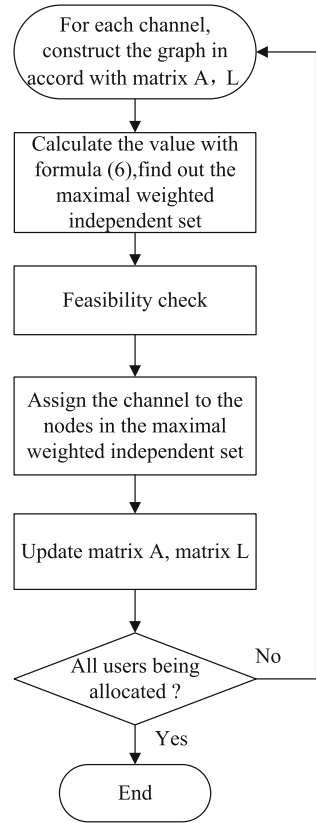 For each channel,
construct the graph in
accord with matrix A，L
Calculate the value with
formula (6),find out the
maximal weighted
independent set
Feasibility check
Assign the channel to the
nodes in the maximal
weighted independent set
Update matrix A, matrix L
All users being
allocated ?
No
Yes
End